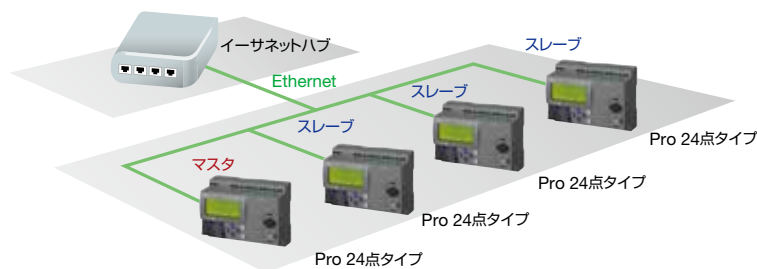 イーサネットハブ
スレーブ
Ethernet
スレーブ
スレーブ
Pro 24点タイプ
マスタ
Pro 24点タイプ
Pro 24点タイプ
Pro 24点タイプ